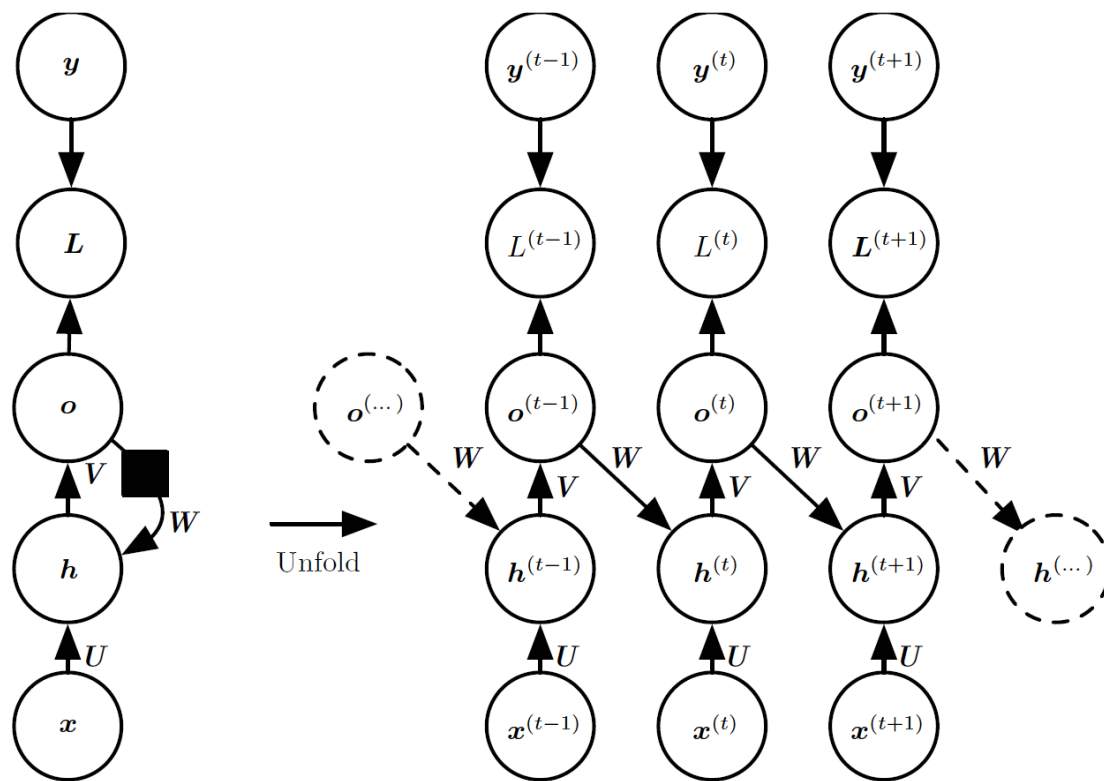 y y^(t−1) y^(t) y^(t+1)
L L^(t−1) L^(t) L^(t+1)
o o^(...) o^(t−1) o^(t) o^(t+1)
V W V W V W V W
W
Unfold
h h^(t−1) h^(t) h^(t+1) h^(...)
U U U U
x x^(t−1) x^(t) x^(t+1)